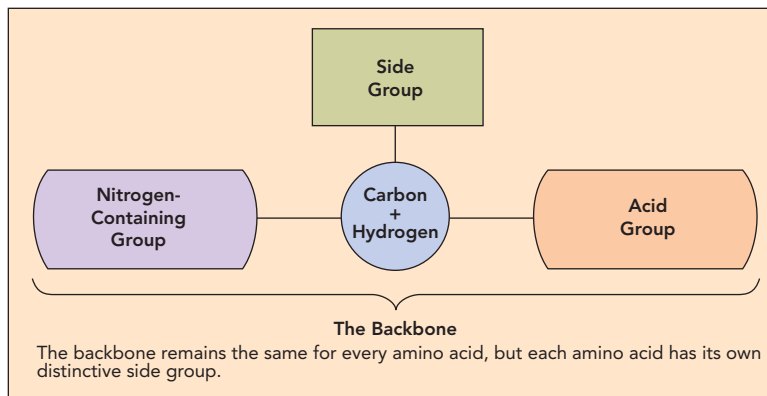 Side
Group
Nitrogen-
Containing
Group
Carbon
+
Hydrogen
Acid
Group
The Backbone
The backbone remains the same for every amino acid, but each amino acid has its own
distinctive side group.